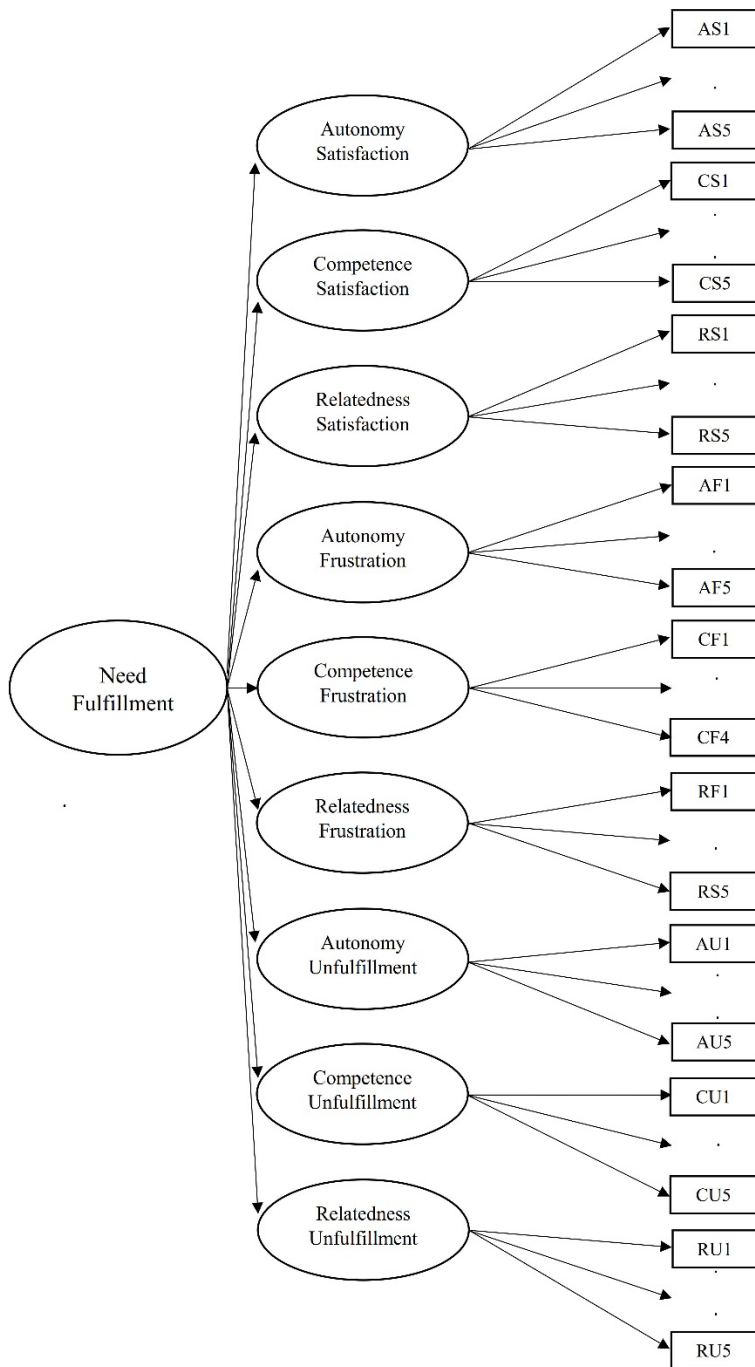 AS1
Autonomy
Satisfaction
AS5
CS1
Competence
Satisfaction
CS5
RS1
Relatedness
Satisfaction
RS5
AF1
Autonomy
Frustration
AF5
Need
Fulfillment
CF1
Competence
Frustration
CF4
RF1
Relatedness
Frustration
RS5
AU1
Autonomy
Unfulfillment
AU5
CU1
Competence
Unfulfillment
CU5
Relatedness
Unfulfillment
RU1
RU5